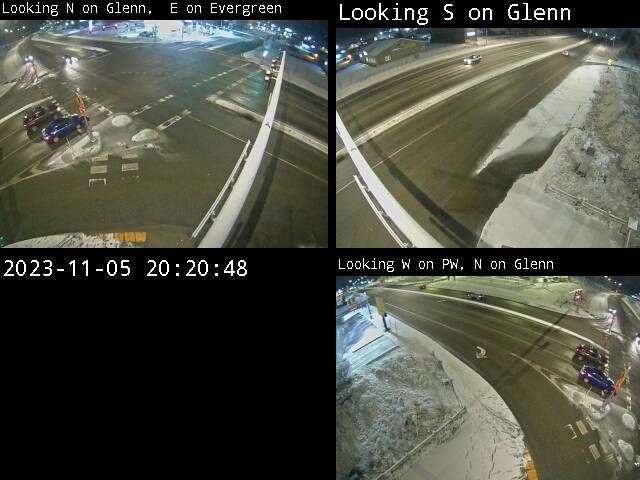 Looking N on Glenn, E on Evergreen
Looking S on Glenn
2023-11-05 20:20:48
Looking W on PW, N on Glenn